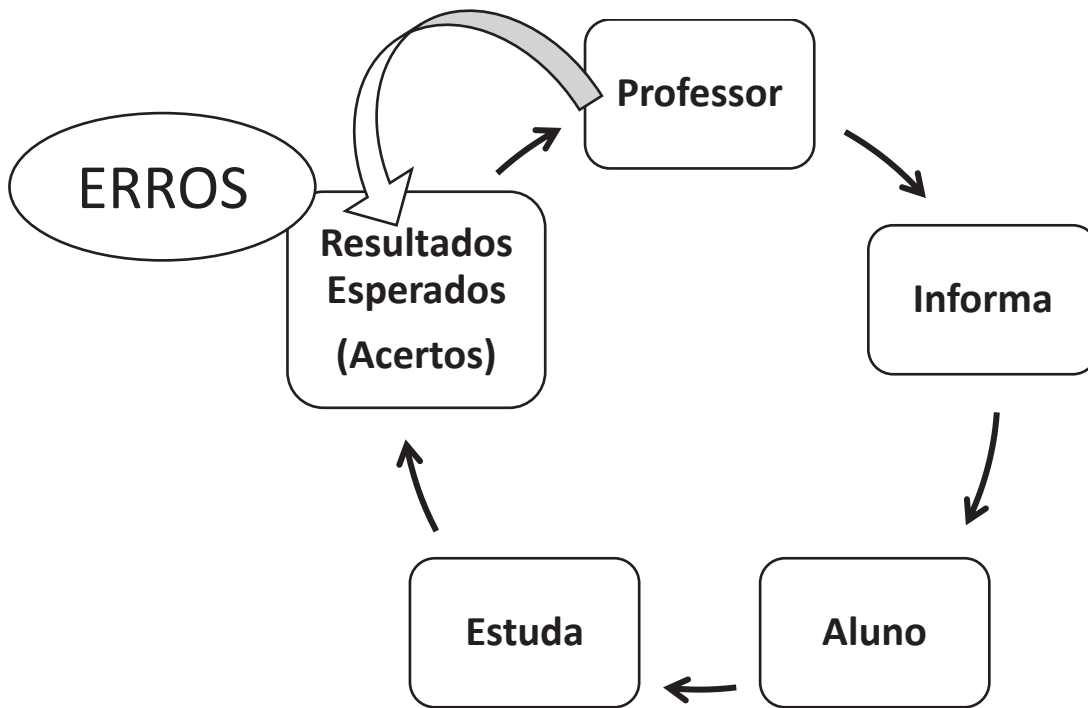 Professor
ERROS
Resultados
Esperados
(Acertos)
Informa
Estuda
Aluno